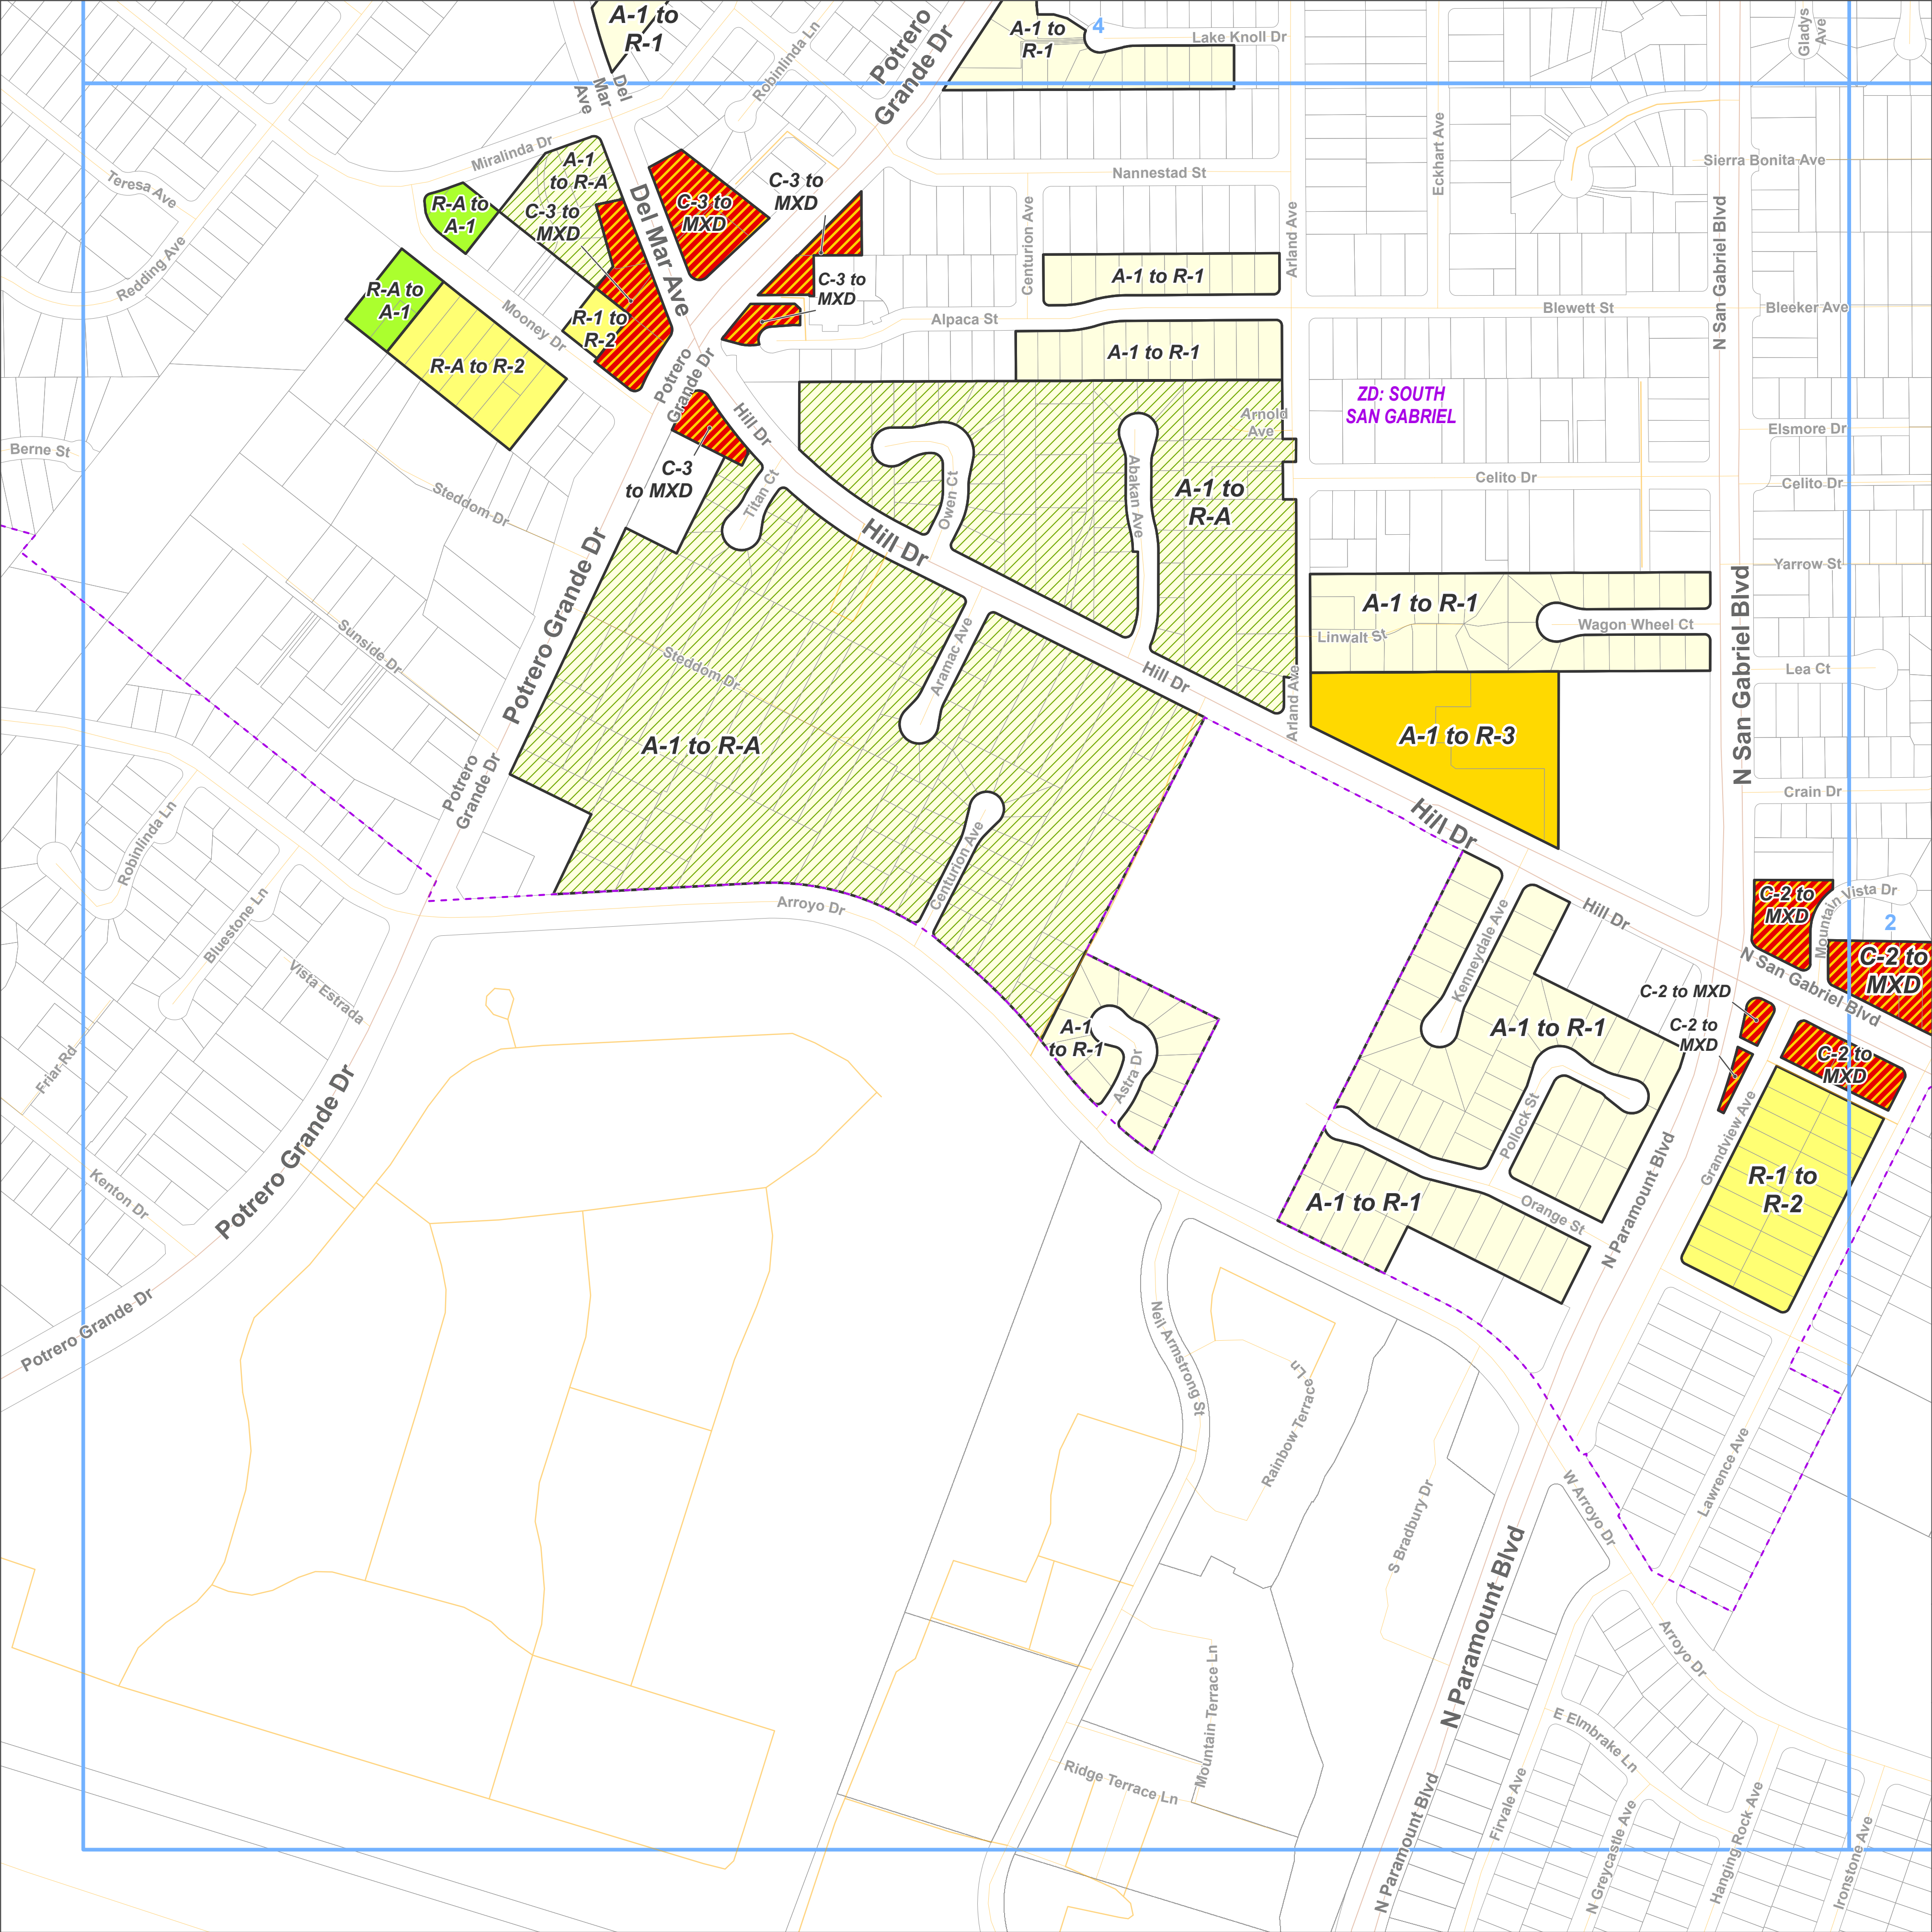 A-1 to
R-1
Del
Mar
Ave
Robinlinda Ln
Potrero
Grande Dr
A-1 to
R-1
4
Lake Knoll Dr
Gladys
Ave
Miralinda Dr
Teresa Ave
Redding Ave
R-A to
A-1
A-1
to R-A
C-3 to
MXD
Del Mar Ave
C-3 to
MXD
C-3 to
MXD
C-3 to
MXD
Nannestad St
Eckhart Ave
Sierra Bonita Ave
N San Gabriel Blvd
Centurion Ave
Arland Ave
A-1 to R-1
R-A to
A-1
Mooney Dr
R-1 to
R-2
R-A to R-2
Alpaca St
Blewett St
Bleeker Ave
A-1 to R-1
Potrero
Grande Dr
ZD: SOUTH
SAN GABRIEL
Arnold
Ave
Elsmore Dr
Berne St
Steddom Dr
C-3
to MXD
Hill Dr
Titan Ct
Owen Ct
Abakan Ave
A-1 to
R-A
Celito Dr
Celito Dr
Hill Dr
Potrero Grande Dr
Yarrow St
N San Gabriel Blvd
A-1 to R-1
Linwalt St
Wagon Wheel Ct
Sunside Dr
Steddom Dr
Aramac Ave
Hill Dr
Arland Ave
Lea Ct
A-1 to R-A
A-1 to R-3
Potrero
Grande Dr
Crain Dr
Hill Dr
Robinlinda Ln
Centurion Ave
Bluestone Ln
Arroyo Dr
Kenneydale Ave
Hill Dr
C-2 to
MXD
Mountain Vista Dr
2
N San Gabriel Blvd
C-2 to
MXD
Vista Estrada
C-2 to MXD
C-2 to
MXD
C-2 to
MXD
A-1
to R-1
Astra Dr
A-1 to R-1
Friar Rd
Potrero Grande Dr
Pollock St
Grandview Ave
N Paramount Blvd
R-1 to
R-2
Kenton Dr
A-1 to R-1
Orange St
Potrero Grande Dr
Neil Armstrong St
Rainbow Terrace Ln
S Bradbury Dr
W Arroyo Dr
Lawrence Ave
N Paramount Blvd
Arroyo Dr
Mountain Terrace Ln
Ridge Terrace Ln
E Elmbrake Ln
N Paramount Blvd
Firvale Ave
N Greycastle Ave
Hanging Rock Ave
Ironstone Ave